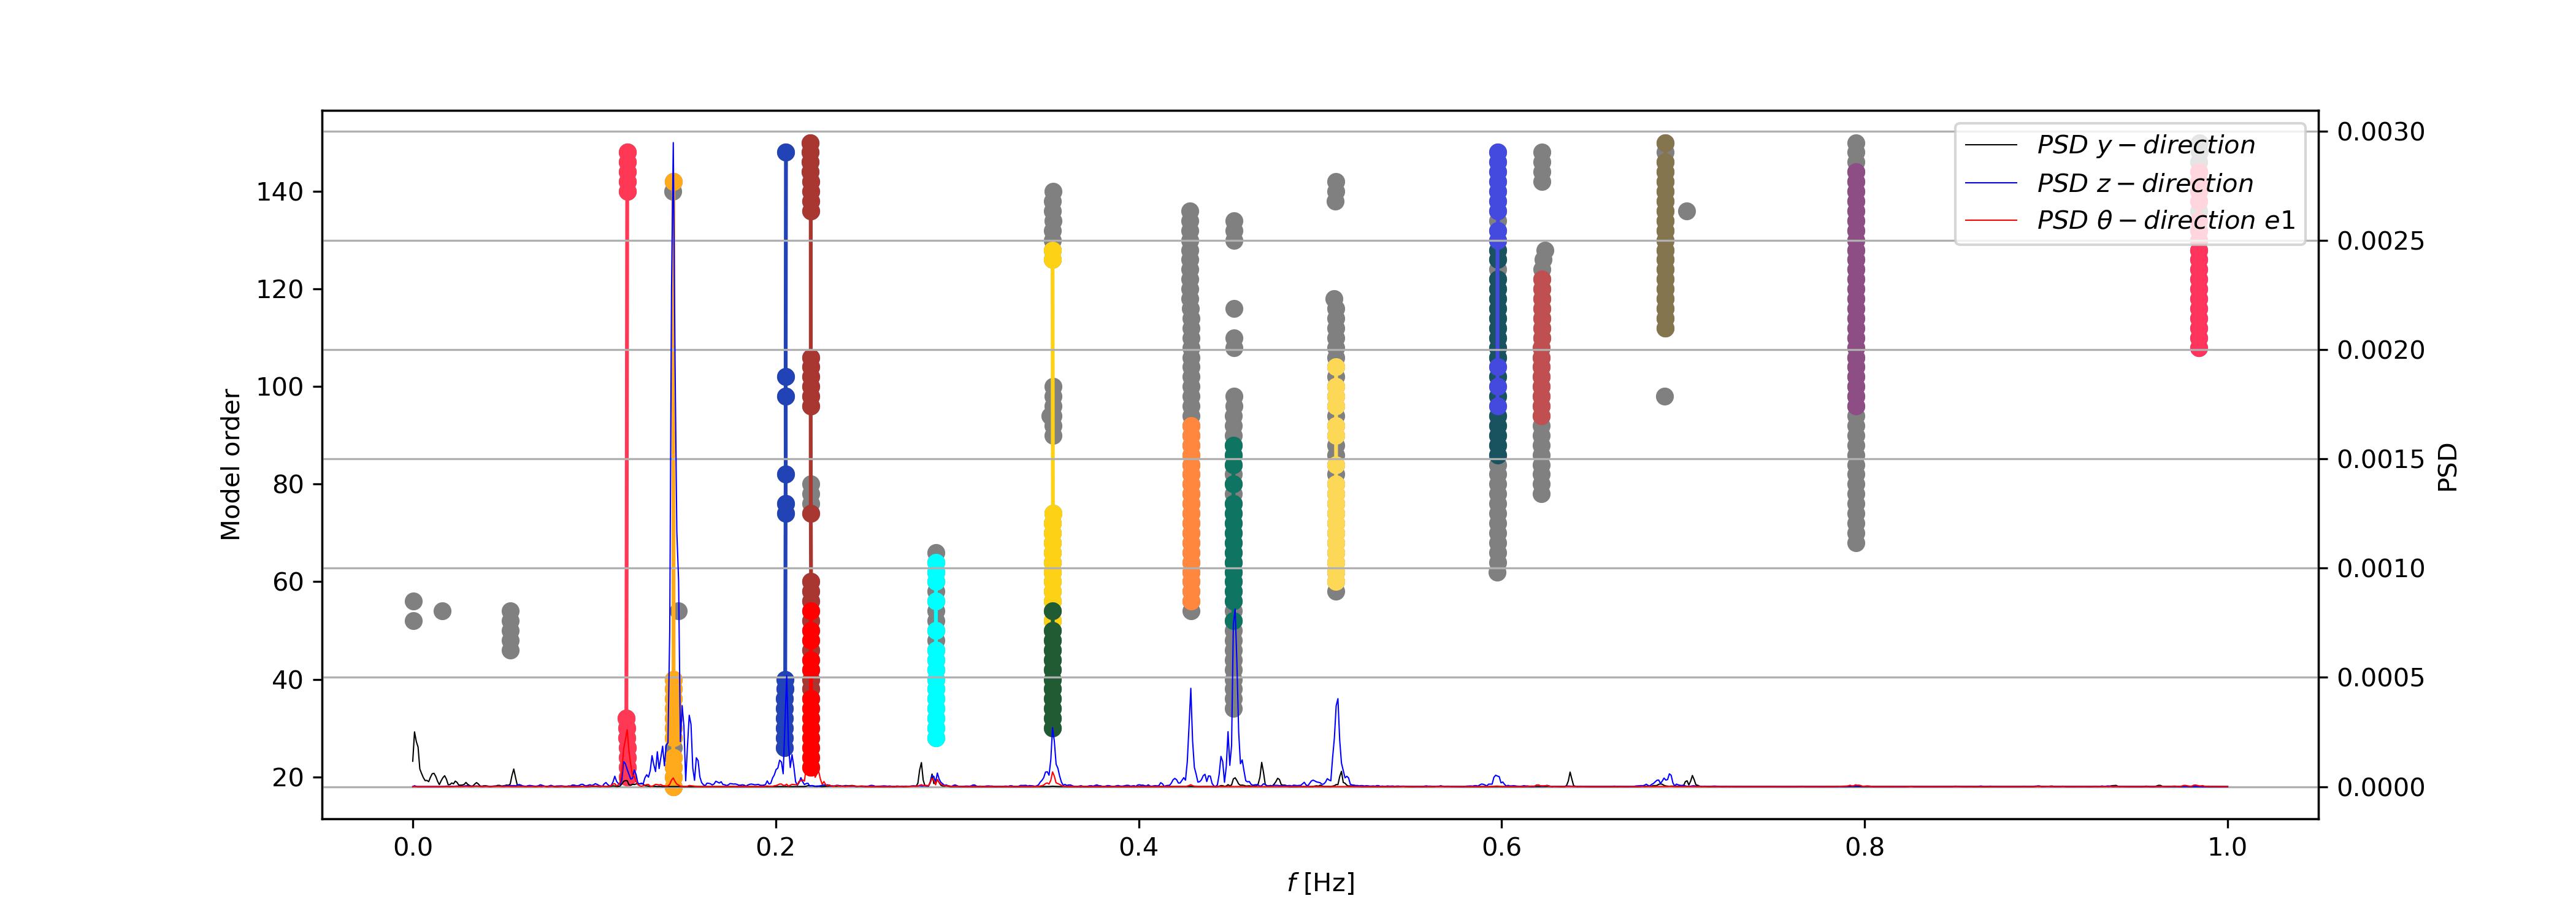 PSD y − direction
PSD z − direction
PSD θ − direction e1
Model order
140
120
100
80
60
40
20
0.0030
0.0025
0.0020
0.0015
0.0010
0.0005
0.0000
PSD
0.0 0.2 0.4 0.6 0.8 1.0
f [Hz]